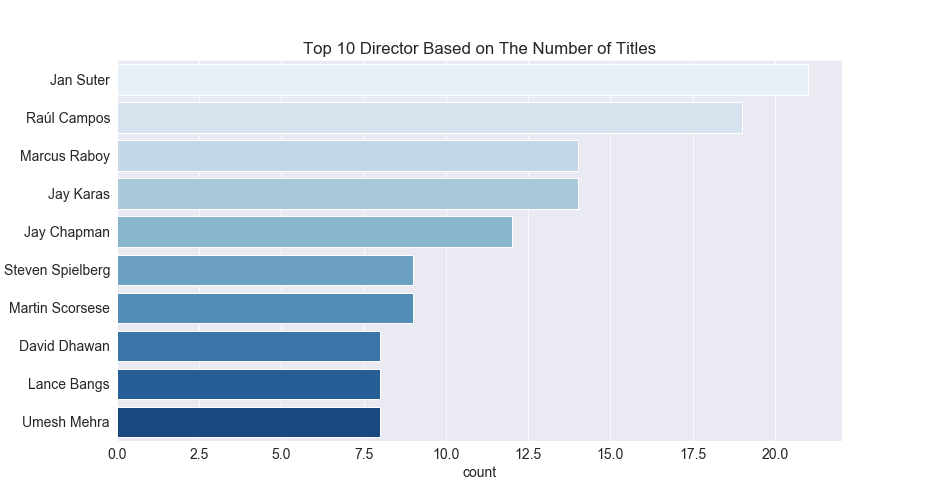 Top 10 Director Based on The Number of Titles
Jan Suter
Raúl Campos
Marcus Raboy
Jay Karas
Jay Chapman
Steven Spielberg
Martin Scorsese
David Dhawan
Lance Bangs
Umesh Mehra
0.0 2.5 5.0 7.5 10.0 12.5 15.0 17.5 20.0
count